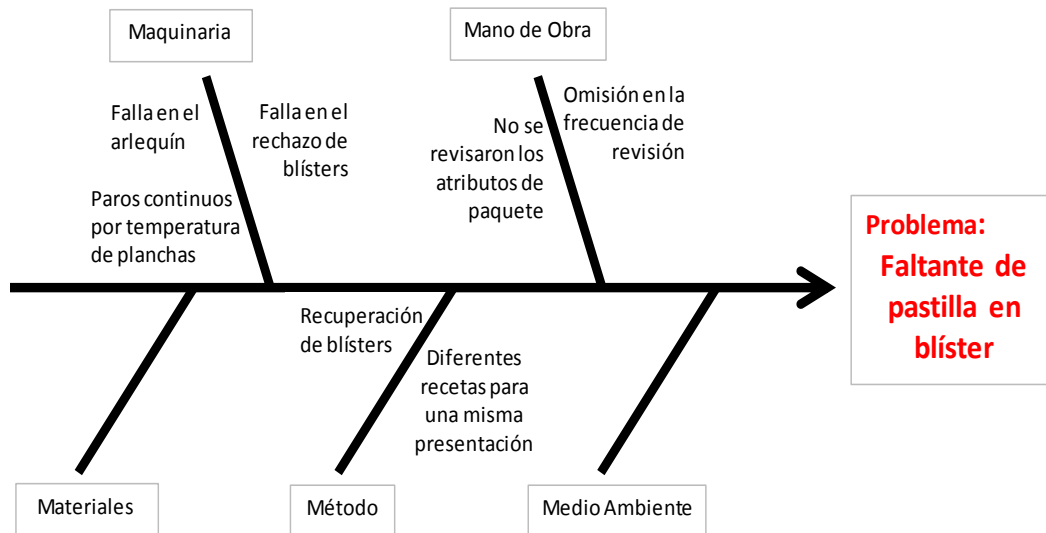 Maquinaria
Mano de Obra
Falla en el
arlequín
Falla en el
rechazo de
blísters
Paros continuos
por temperatura
de planchas
No se
revisaron los
atributos de
paquete
Omisión en la
frecuencia de
revisión
Problema:
Faltante de
pastilla en
blíster
Recuperación
de blísters
Diferentes
recetas para
una misma
presentación
Materiales
Método
Medio Ambiente